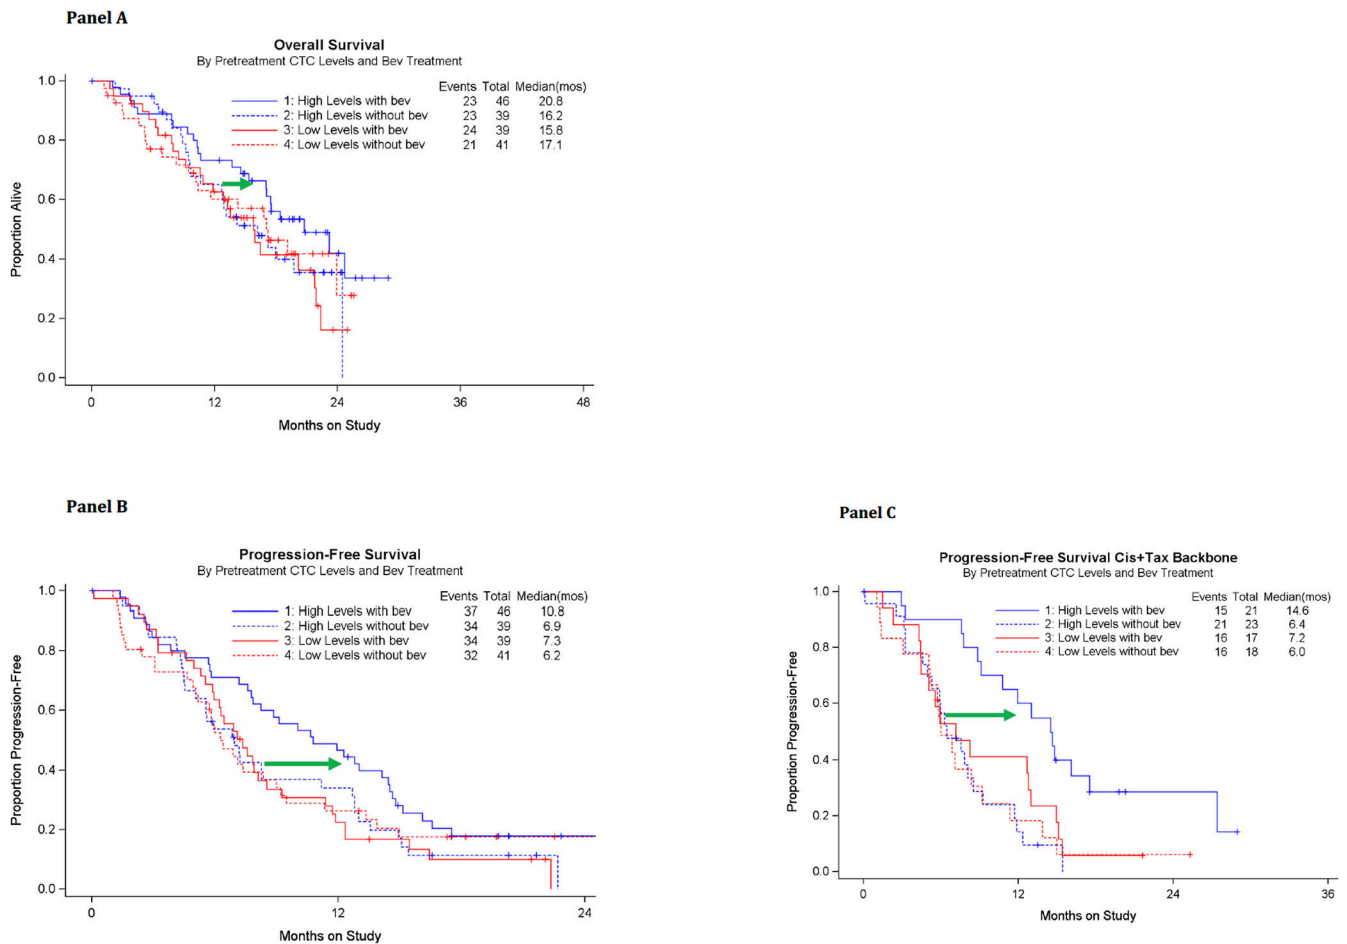 Panel A
Overall Survival
By Pretreatment CTC Levels and Bev Treatment
Events Total Median(mos)
1: High Levels with bev 23 46 20.8
2: High Levels without bev 23 39 16.2
3: Low Levels with bev 24 39 15.8
4: Low Levels without bev 21 41 17.1
Proportion Alive
1.0
0.8
0.6
0.4
0.2
0.0
0 12 24 36 48
Months on Study
Panel B
Progression-Free Survival
By Pretreatment CTC Levels and Bev Treatment
Events Total Median(mos)
1: High Levels with bev 37 46 10.8
2: High Levels without bev 34 39 6.9
3: Low Levels with bev 34 39 7.3
4: Low Levels without bev 32 41 6.2
Proportion Progression-Free
1.0
0.8
0.6
0.4
0.2
0.0
0 12 24
Months on Study
Panel C
Progression-Free Survival Cis+Tax Backbone
By Pretreatment CTC Levels and Bev Treatment
Events Total Median(mos)
1: High Levels with bev 15 21 14.6
2: High Levels without bev 21 23 6.4
3: Low Levels with bev 16 17 7.2
4: Low Levels without bev 16 18 6.0
Proportion Progression-Free
1.0
0.8
0.6
0.4
0.2
0.0
0 12 24 36
Months on Study